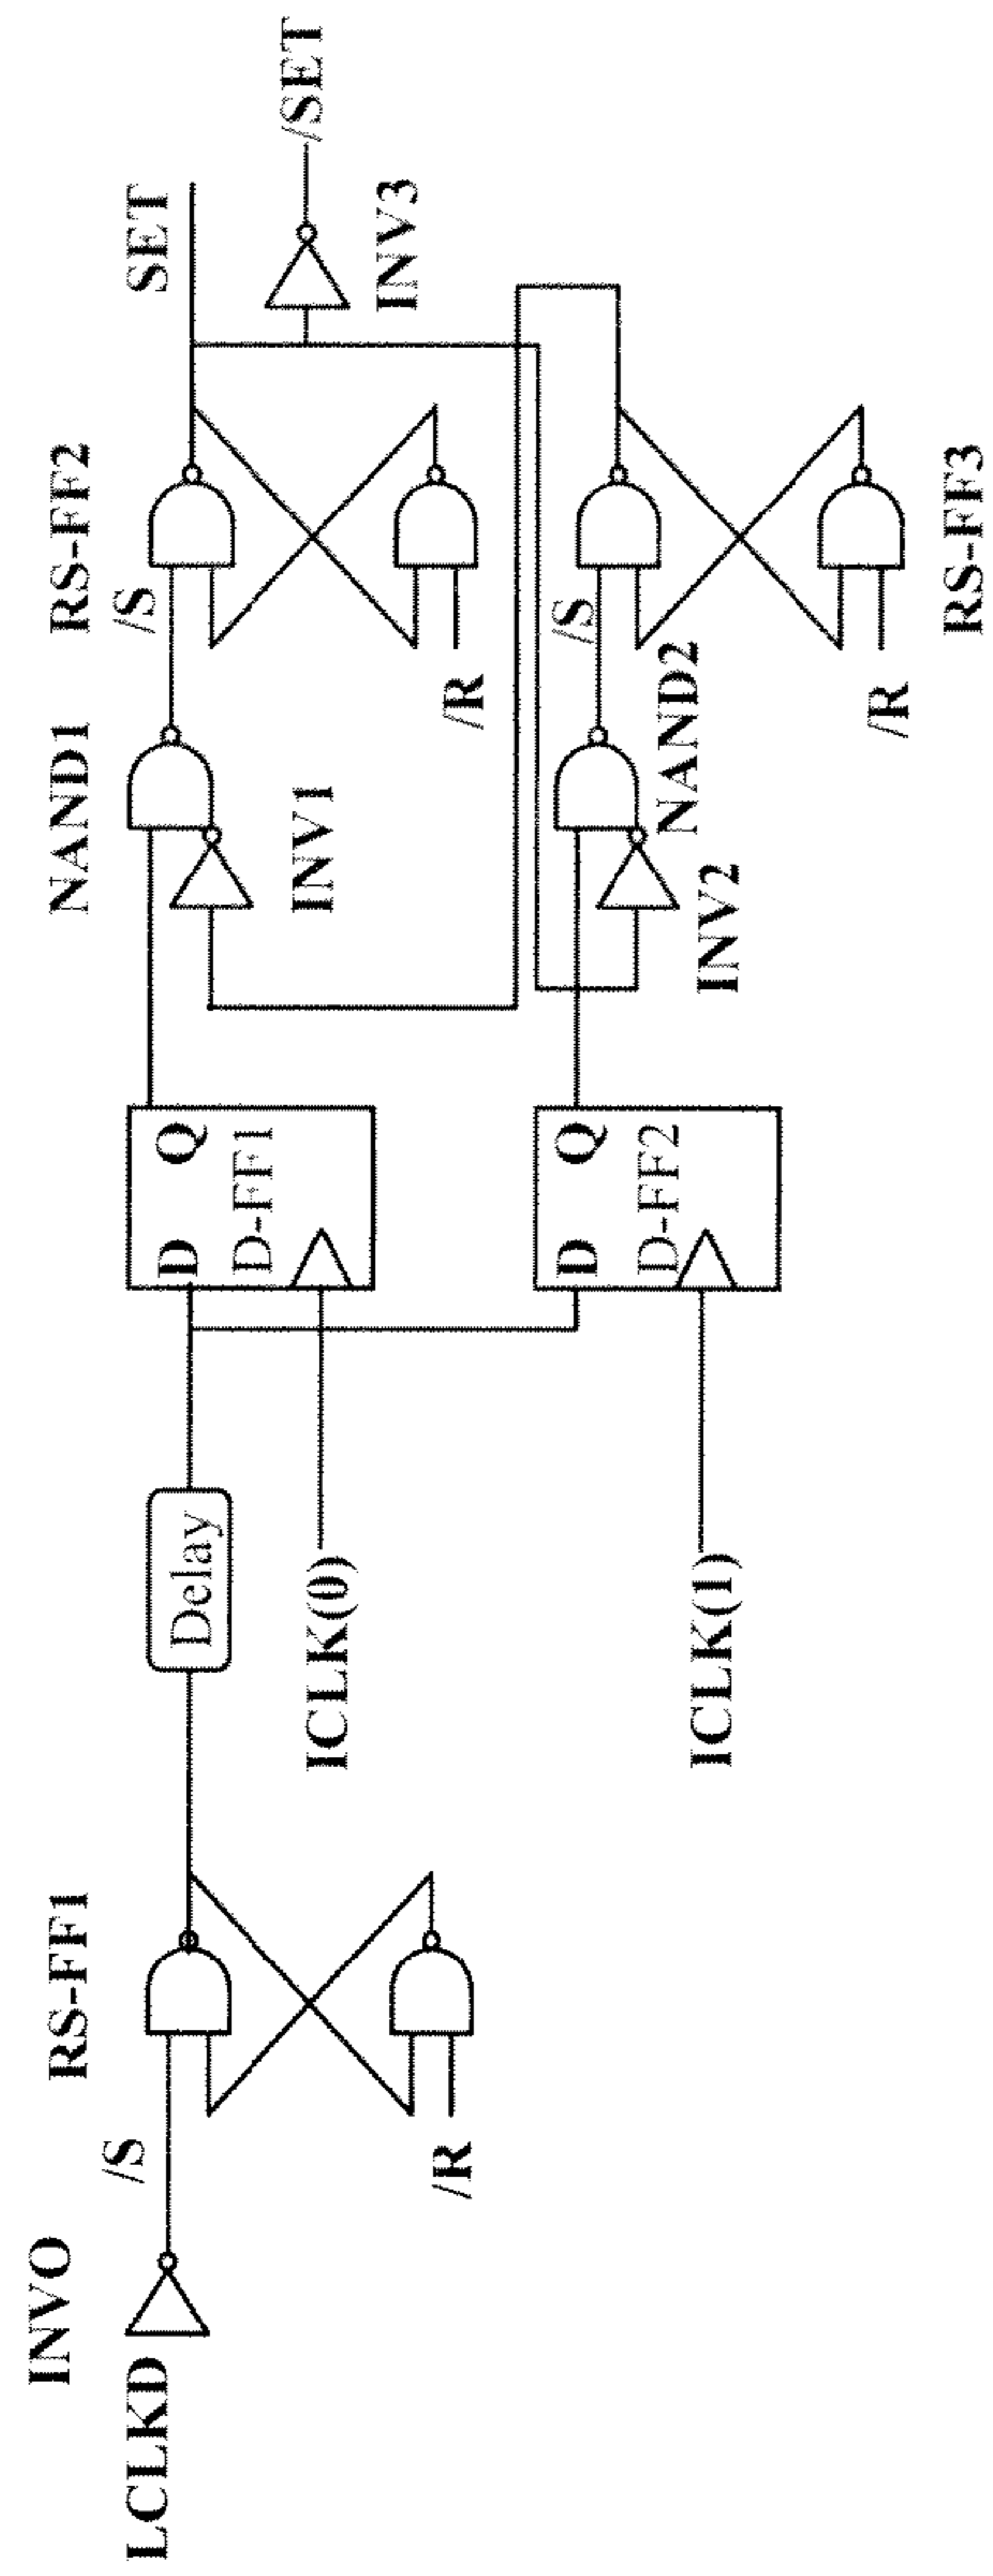 INVO
LCLKD
/S
RS-FF1
/R
Delay
ICLK(0)
ICLK(1)
D
Q
D-FF1
D
Q
D-FF2
NAND1
INV1
INV2
NAND2
/S
RS-FF2
/R
/S
/R
RS-FF3
SET
/SET
INV3